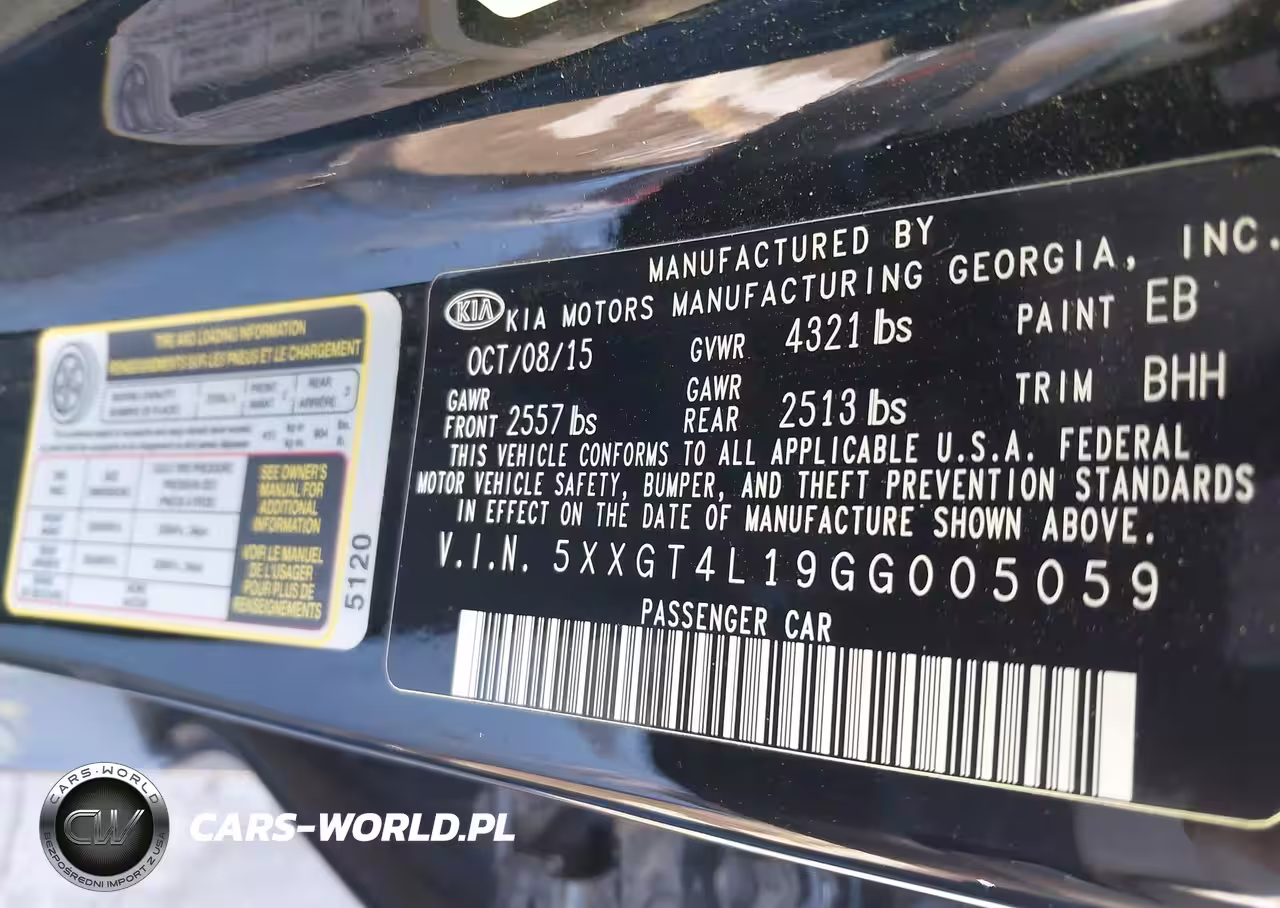 MANUFACTURED BY
KIA KIA MOTORS MANUFACTURING GEORGIA, INC.
OCT/08/15 GVWR 4321 lbs PAINT EB
GAWR FRONT 2557 lbs GAWR REAR 2513 lbs TRIM BHH
THIS VEHICLE CONFORMS TO ALL APPLICABLE U.S.A. FEDERAL
MOTOR VEHICLE SAFETY, BUMPER, AND THEFT PREVENTION STANDARDS
IN EFFECT ON THE DATE OF MANUFACTURE SHOWN ABOVE.
V.I.N. 5XXGT4L19GG005059
PASSENGER CAR
TIRE AND LOADING INFORMATION
RENSEIGNEMENTS SUR LES PNEUS ET LE CHARGEMENT
SEE OWNER'S
MANUAL FOR
ADDITIONAL
INFORMATION
VOIR LE MANUEL
DE L'USAGER
POUR PLUS DE
RENSEIGNEMENTS
5120
CARS-WORLD
CW
BEZPOŚREDNI IMPORT Z USA
CARS-WORLD.PL